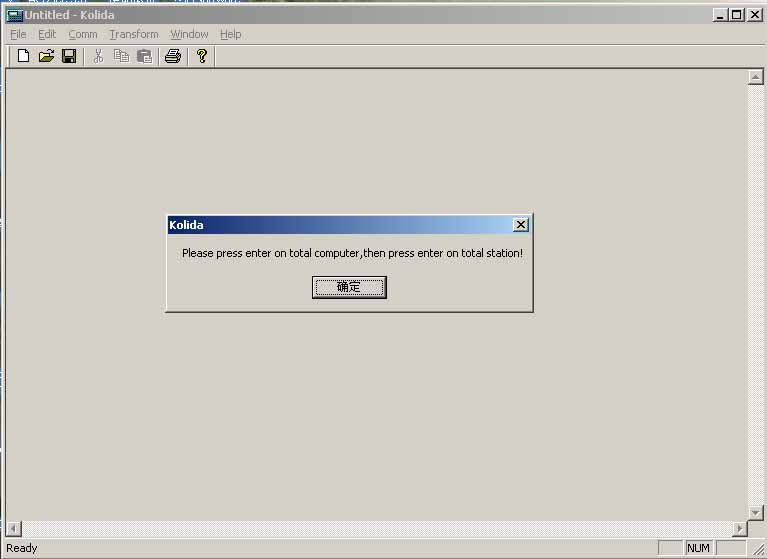 Untitled - Kolida
File Edit Comm Transform Window Help
Kolida
Please press enter on total computer,then press enter on total station!
确定
Ready NUM